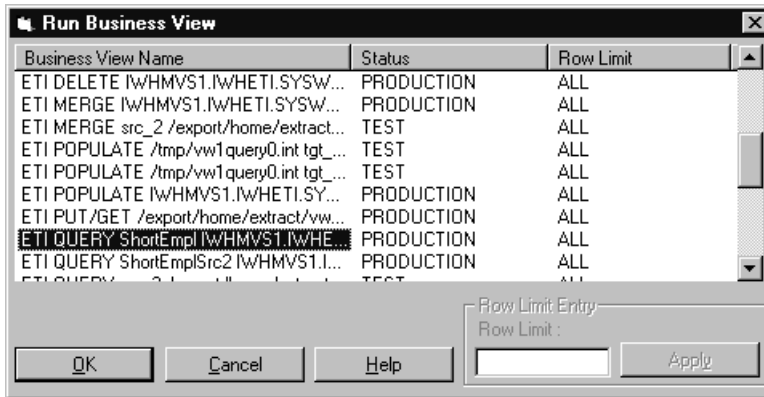 Run Business View
Business View Name Status Row Limit
ETI DELETE IWHMVS1.IWHETI.SYSW... PRODUCTION ALL
ETI MERGE IWHMVS1.IWHETI.SYSW... PRODUCTION ALL
ETI MERGE src_2 /export/home/extract... TEST ALL
ETI POPULATE /tmp/vw1query0.int tgt_... TEST ALL
ETI POPULATE /tmp/vw1query0.int tgt_... TEST ALL
ETI POPULATE IWHMVS1.IWHETI.SY... PRODUCTION ALL
ETI PUT/GET /export/home/extract/vw... PRODUCTION ALL
ETI QUERY ShortEmpl IWHMVS1.IWHE... PRODUCTION ALL
ETI QUERY ShortEmplSrc2 IWHMVS1.I... PRODUCTION ALL
ETI QUERY TEST ALL
Row Limit Entry
Row Limit :
OK Cancel Help Apply